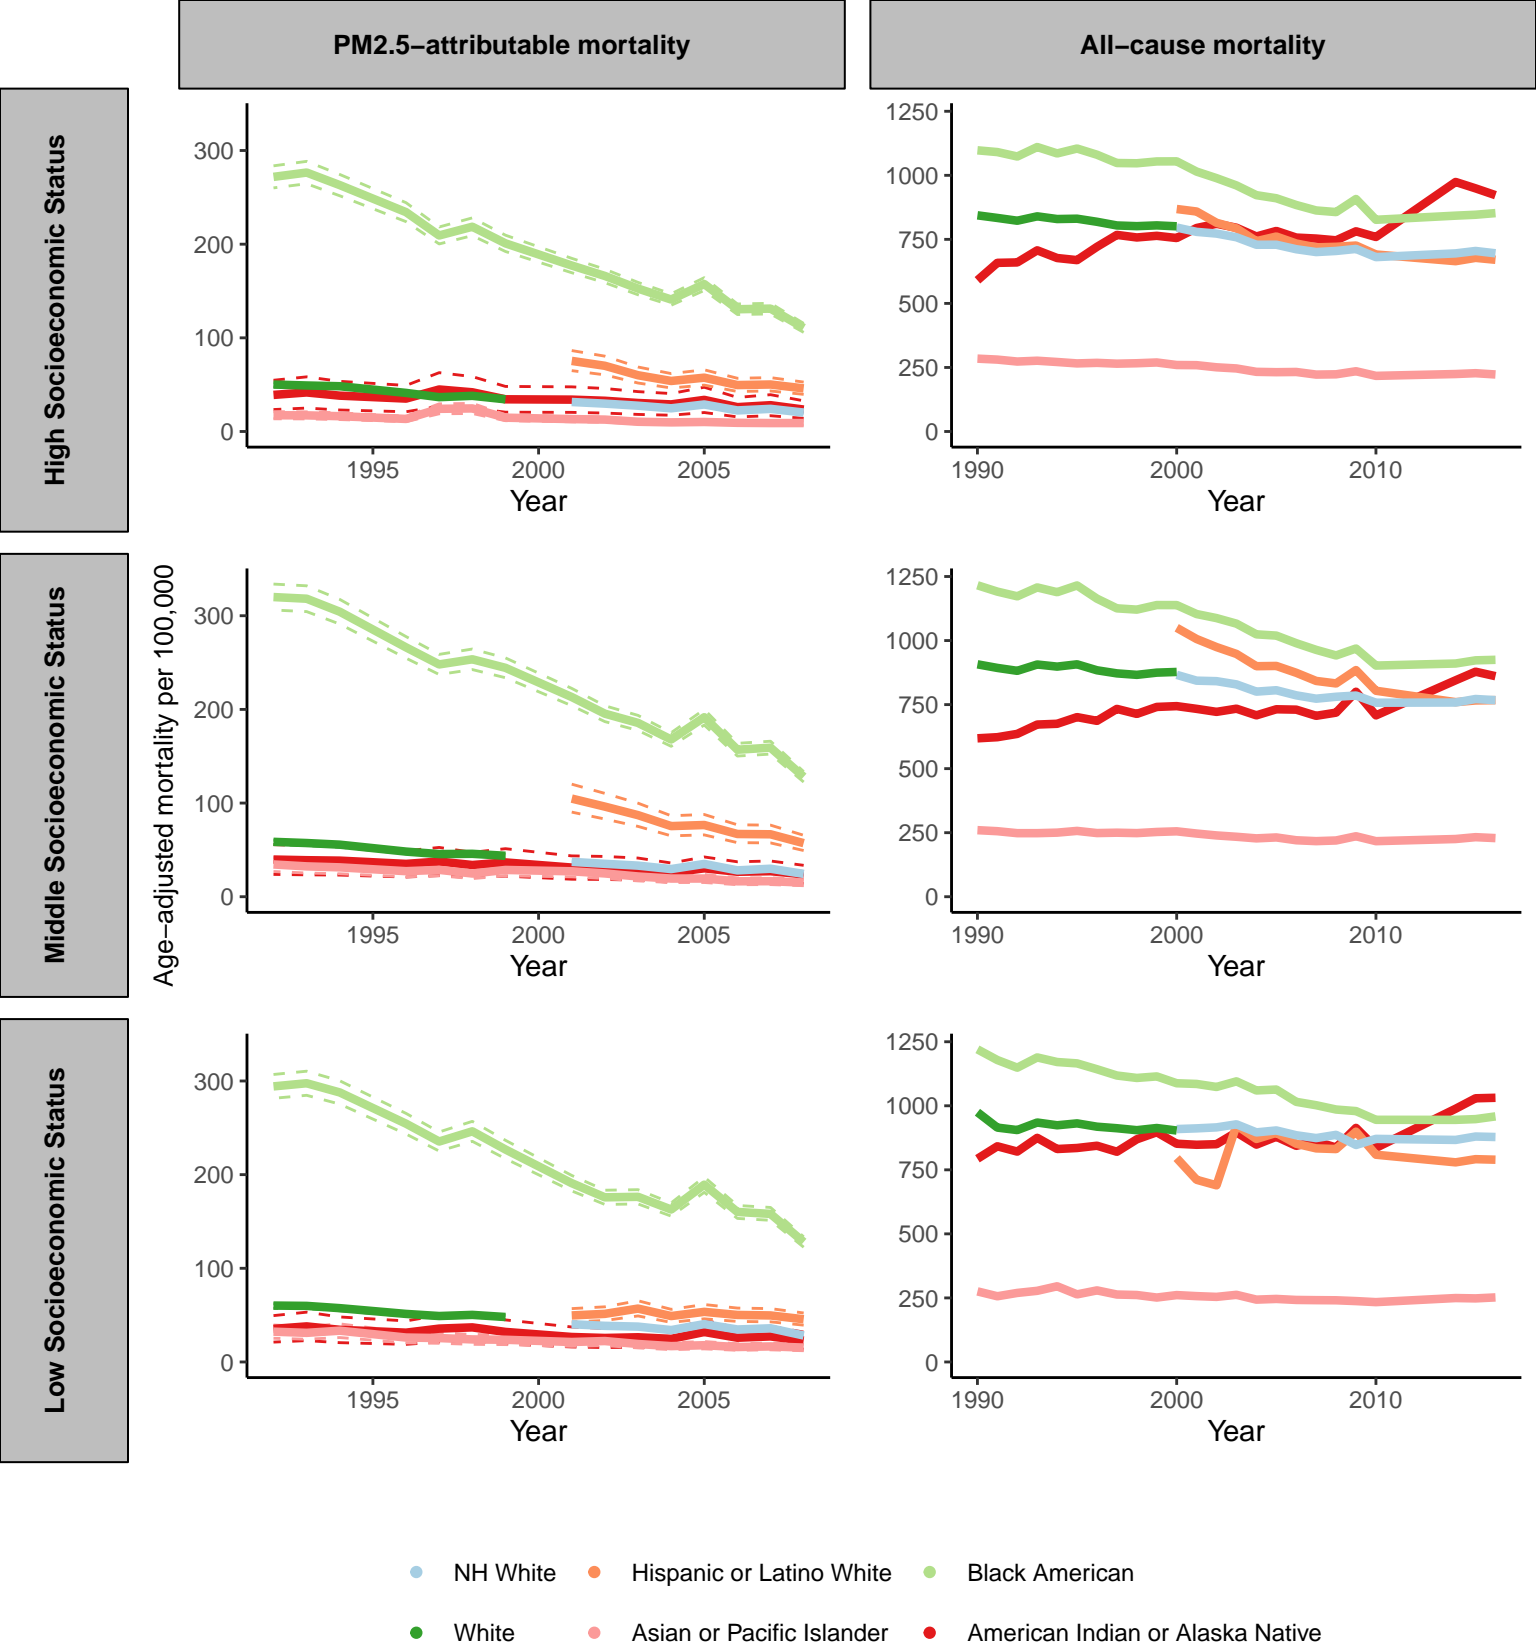 PM2.5−attributable mortality
All−cause mortality
High Socioeconomic Status
300
200
100
0
1995
2000
2005
Year
1250
1000
750
500
250
0
1990
2000
2010
Year
Middle Socioeconomic Status
Age−adjusted mortality per 100,000
300
200
100
0
1995
2000
2005
Year
1250
1000
750
500
250
0
1990
2000
2010
Year
Low Socioeconomic Status
300
200
100
0
1995
2000
2005
Year
1250
1000
750
500
250
0
1990
2000
2010
Year
NH White
Hispanic or Latino White
Black American
White
Asian or Pacific Islander
American Indian or Alaska Native